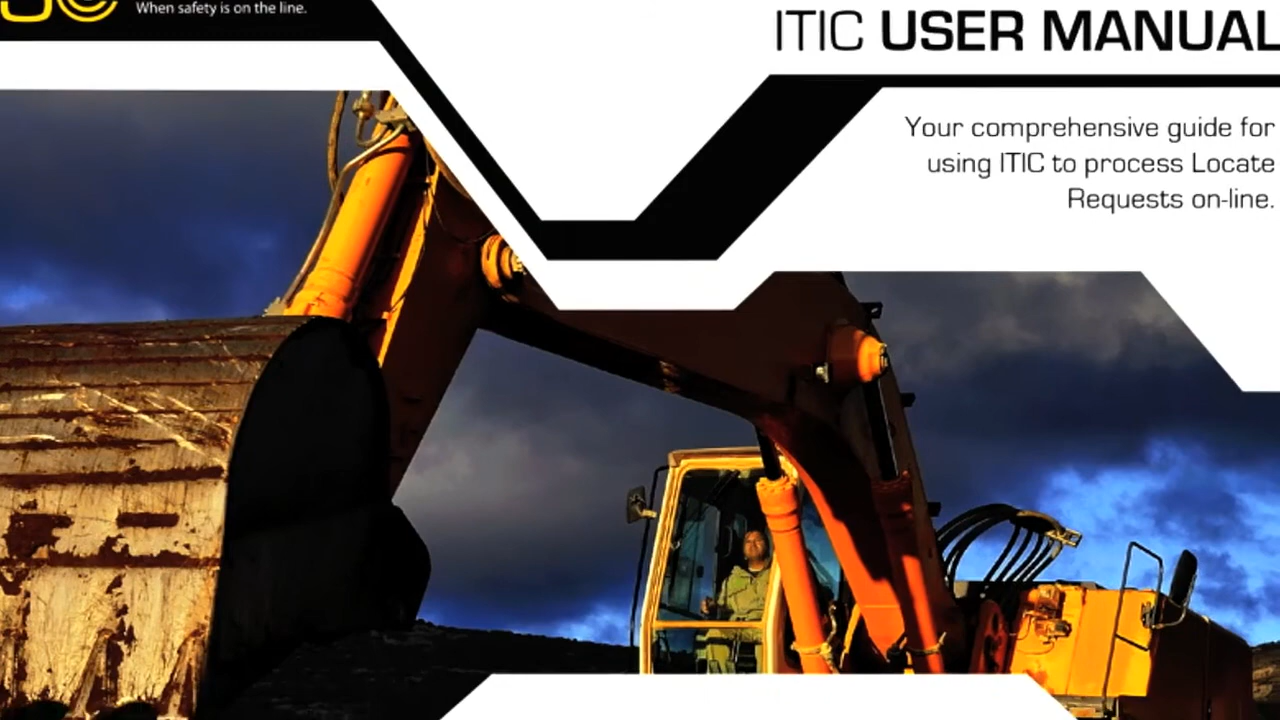 When safety is on the line.
ITIC USER MANUAL
Your comprehensive guide for
using ITIC to process Locate
Requests on-line.